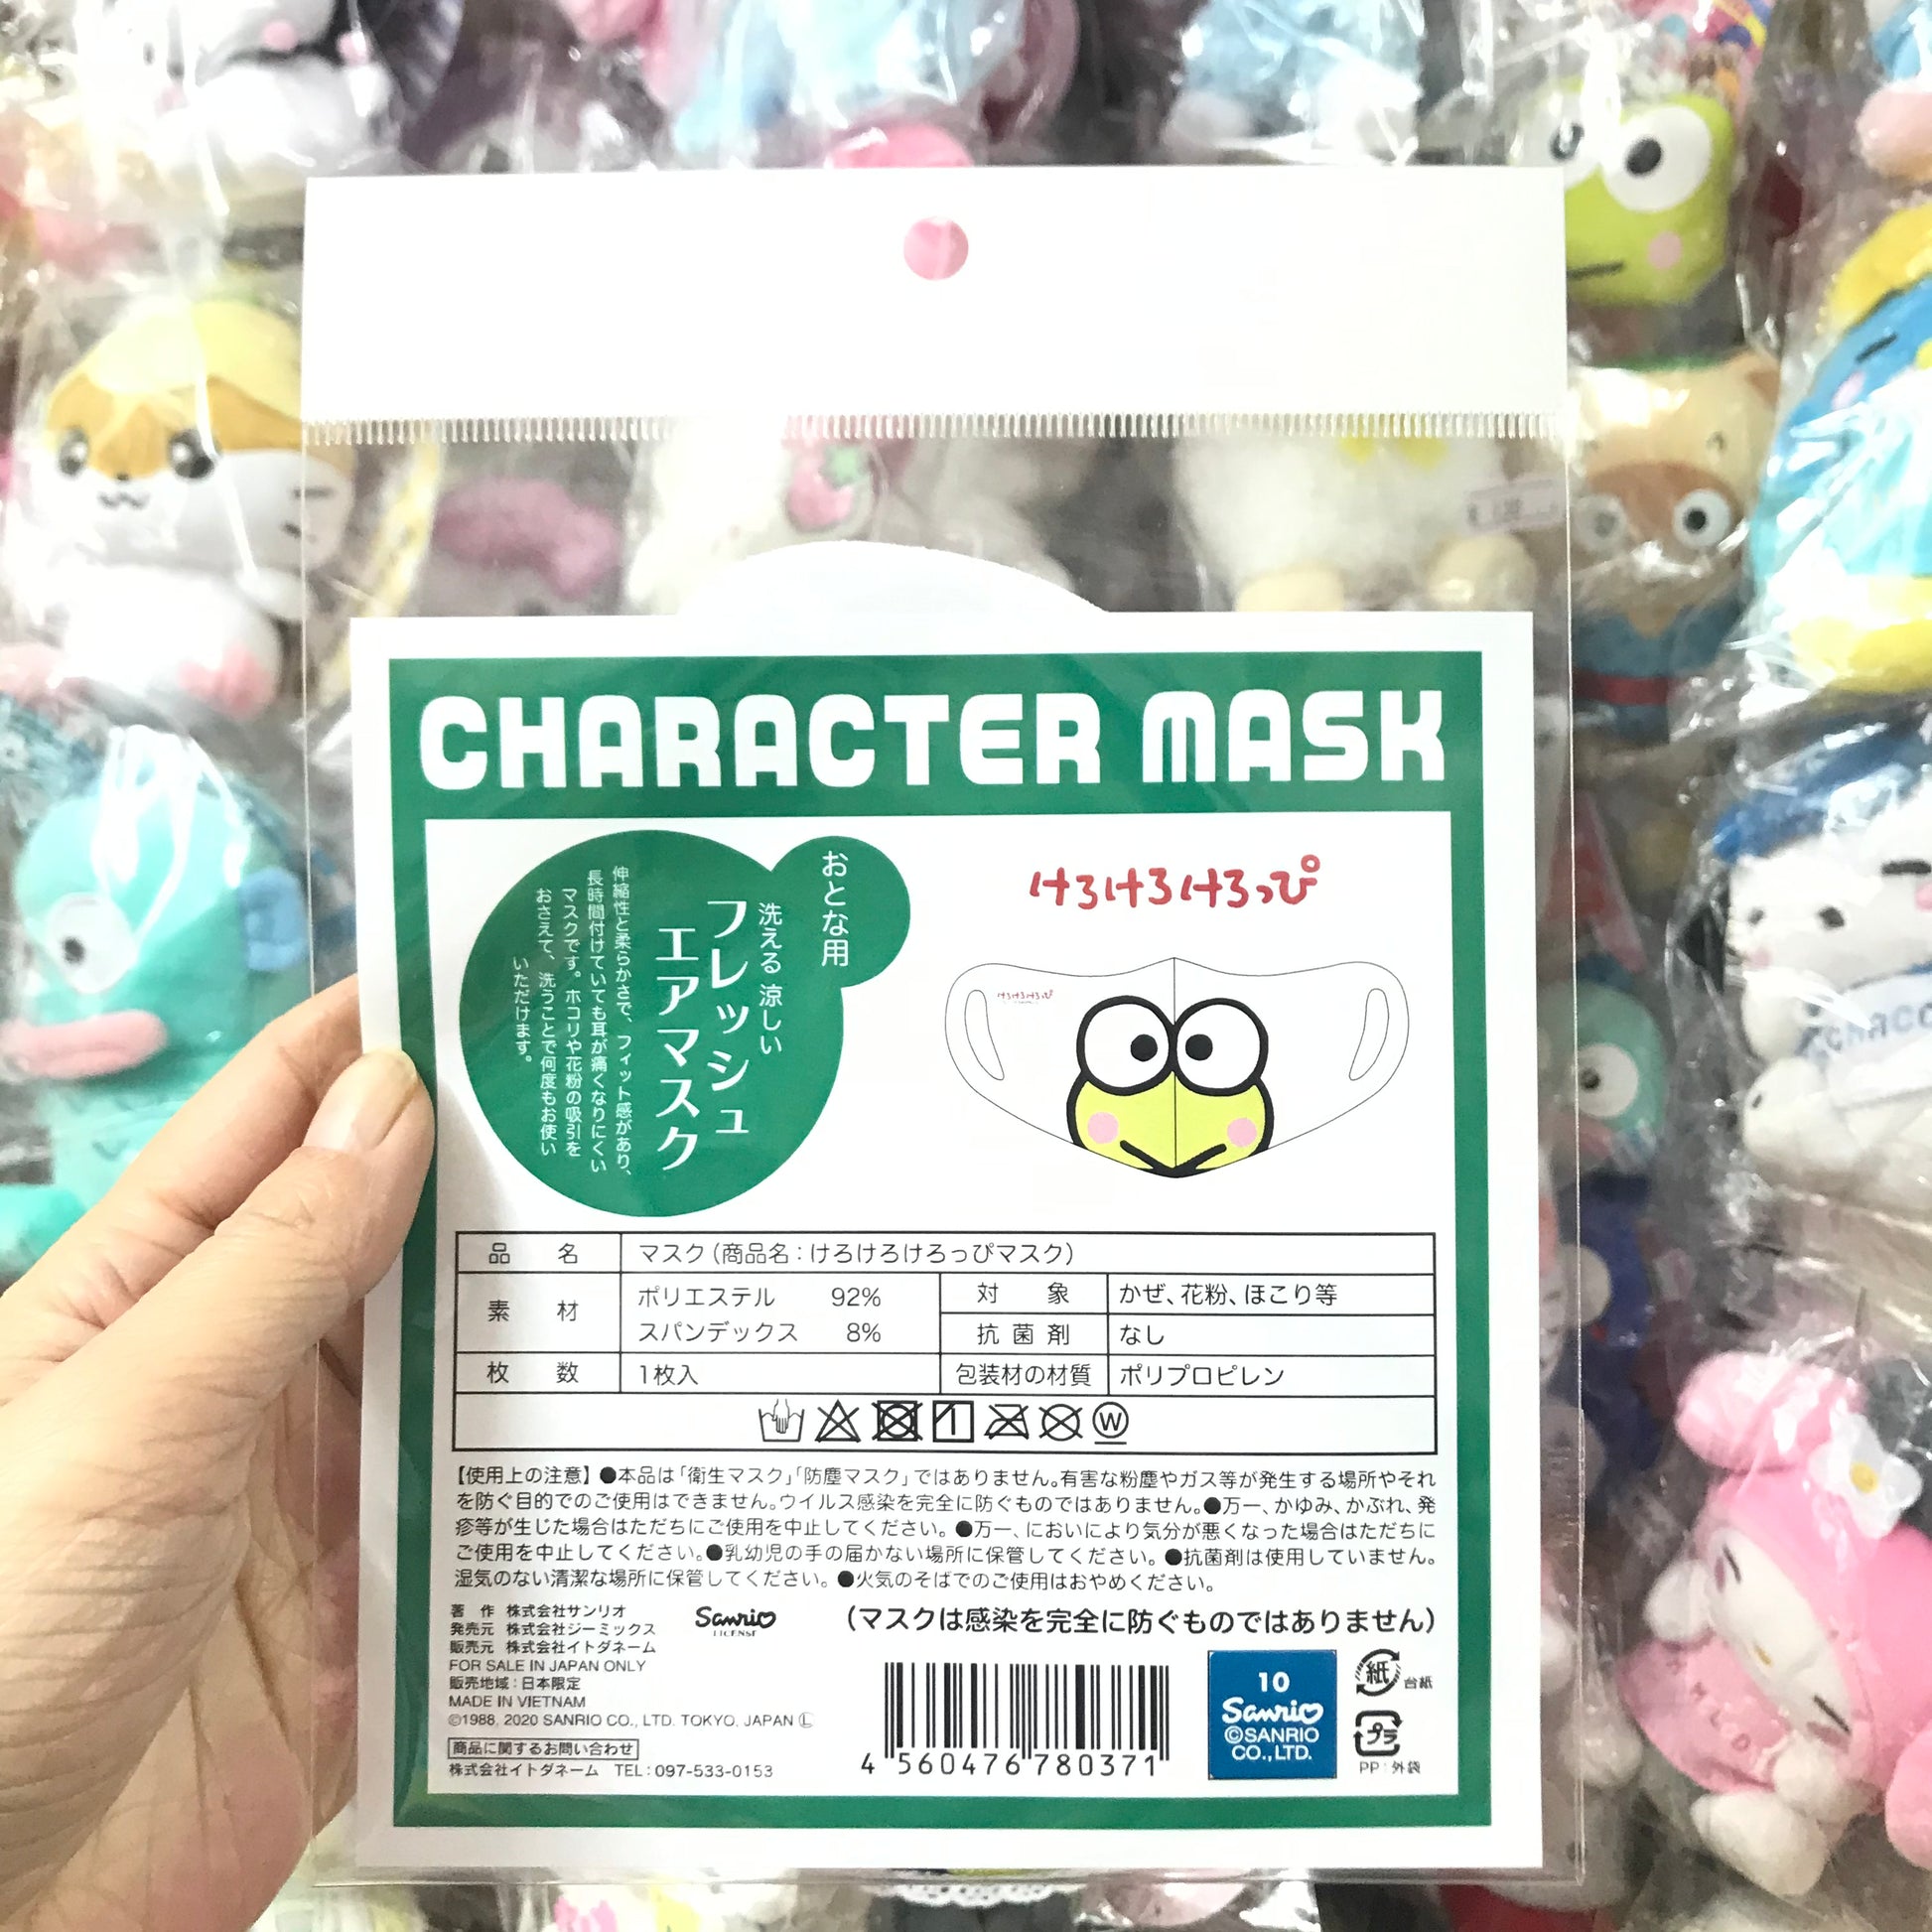 CHARACTER MASK
おとな用
洗える 涼しい
フレッシュ
エアマスク
伸縮性と柔らかさで、フィット感があり、
長時間付けていても耳が痛くなりにくい
マスクです。ホコリや花粉の吸引を
おさえて、洗うことで何度もお使い
いただけます。
けろけろけろっぴ
けろけろけろっぴ
品名 マスク(商品名:けろけろけろっぴマスク)
素材 ポリエステル 92% 対象 かぜ、花粉、ほこり等
スパンデックス 8% 抗菌剤 なし
枚数 1枚入 包装材の材質 ポリプロピレン
W
【使用上の注意】●本品は「衛生マスク」「防塵マスク」ではありません。有害な粉塵やガス等が発生する場所やそれ
を防ぐ目的でのご使用はできません。ウイルス感染を完全に防ぐものではありません。●万一、かゆみ、かぶれ、発
疹等が生じた場合はただちにご使用を中止してください。●万一、においにより気分が悪くなった場合はただちに
ご使用を中止してください。●乳幼児の手の届かない場所に保管してください。●抗菌剤は使用していません。
湿気のない清潔な場所に保管してください。●火気のそばでのご使用はおやめください。
著作 株式会社サンリオ
発売元 株式会社ジーミックス
販売元 株式会社イトダネーム
FOR SALE IN JAPAN ONLY
販売地域:日本限定
MADE IN VIETNAM
©1988, 2020 SANRIO CO., LTD. TOKYO, JAPAN Ⓛ
商品に関するお問い合わせ
株式会社イトダネーム TEL:097-533-0153
Sanrio
LICENSE
(マスクは感染を完全に防ぐものではありません)
4 560476 780371
10
Sanrio
©SANRIO
CO.,LTD.
紙 台紙
プラ
PP:外袋